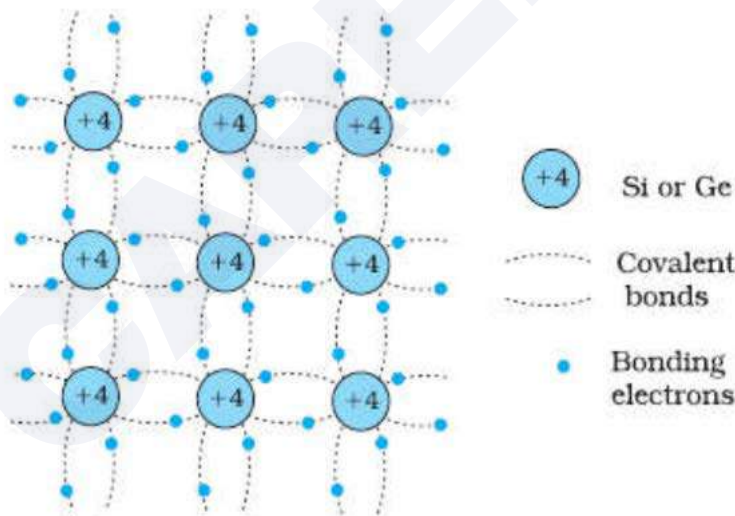 +4 +4 +4
+4 +4 +4
+4 +4 +4
+4 Si or Ge
Covalent
bonds
Bonding
electrons